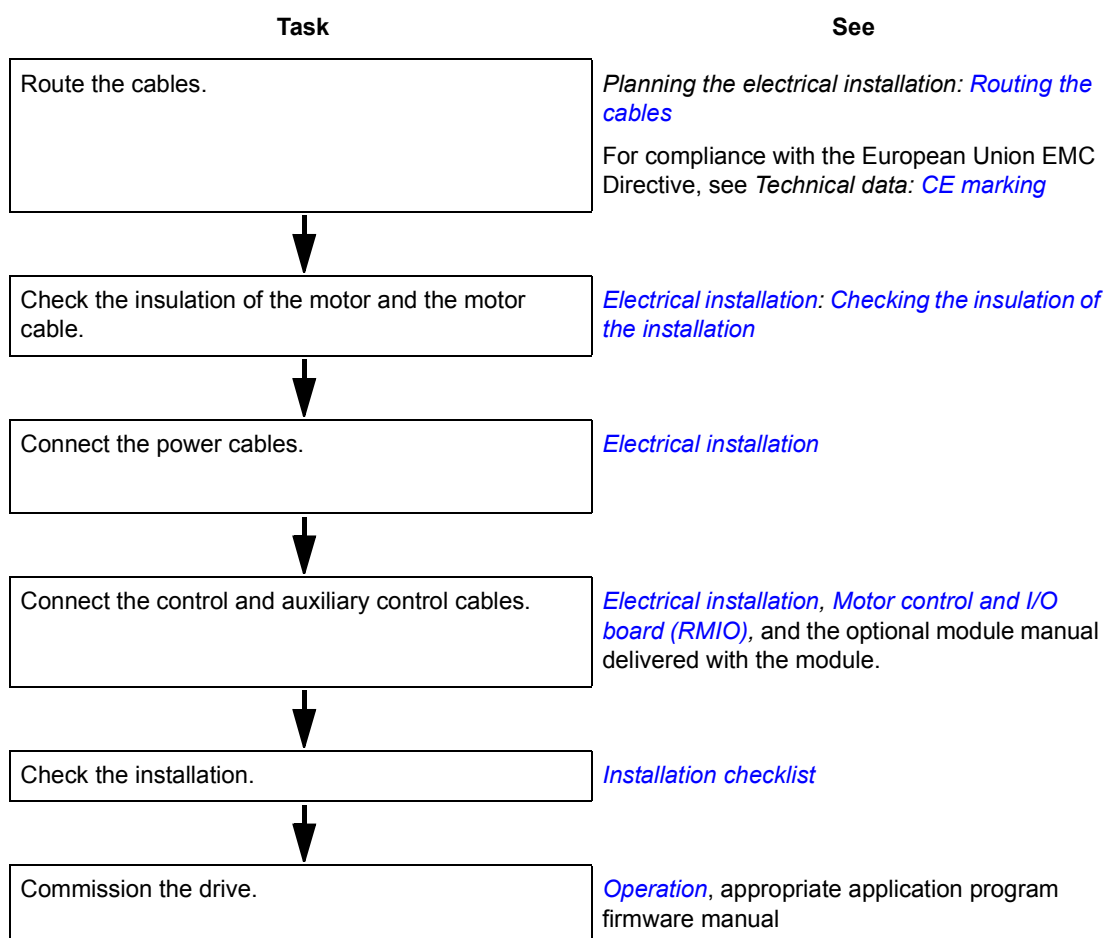 Task
See
Route the cables.
Planning the electrical installation: Routing the
cables
For compliance with the European Union EMC
Directive, see Technical data: CE marking
Check the insulation of the motor and the motor
cable.
Electrical installation: Checking the insulation of
the installation
Connect the power cables.
Electrical installation
Connect the control and auxiliary control cables.
Electrical installation, Motor control and I/O
board (RMIO), and the optional module manual
delivered with the module.
Check the installation.
Installation checklist
Commission the drive.
Operation, appropriate application program
firmware manual